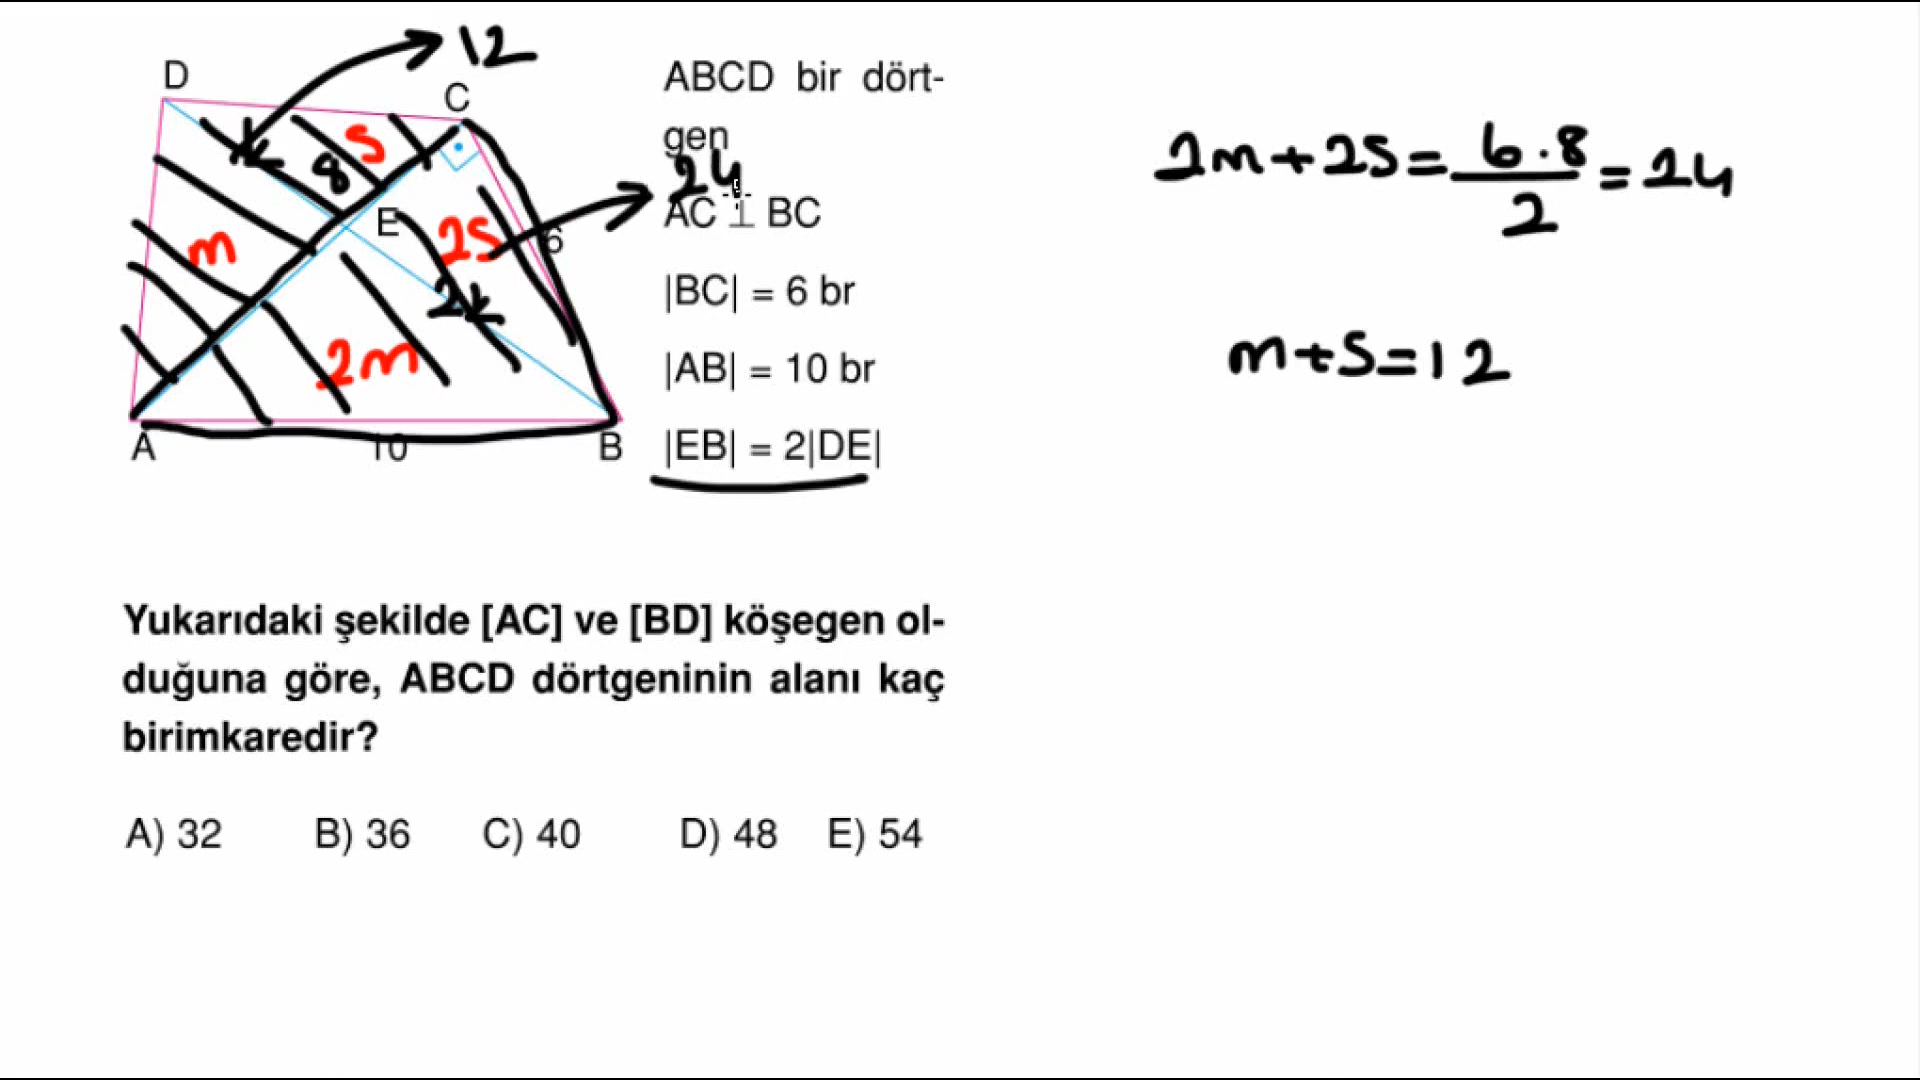 12
D
C
ABCD bir dört-
gen
k
8
S
24
2m+2S=6.8/2=24
AC ⊥ BC
m
E
2S
6
|BC| = 6 br
2k
m+S=12
2m
|AB| = 10 br
A
10
B
|EB| = 2|DE|
Yukarıdaki şekilde [AC] ve [BD] köşegen ol-
duğuna göre, ABCD dörtgeninin alanı kaç
birimkaredir?
A) 32 B) 36 C) 40 D) 48 E) 54